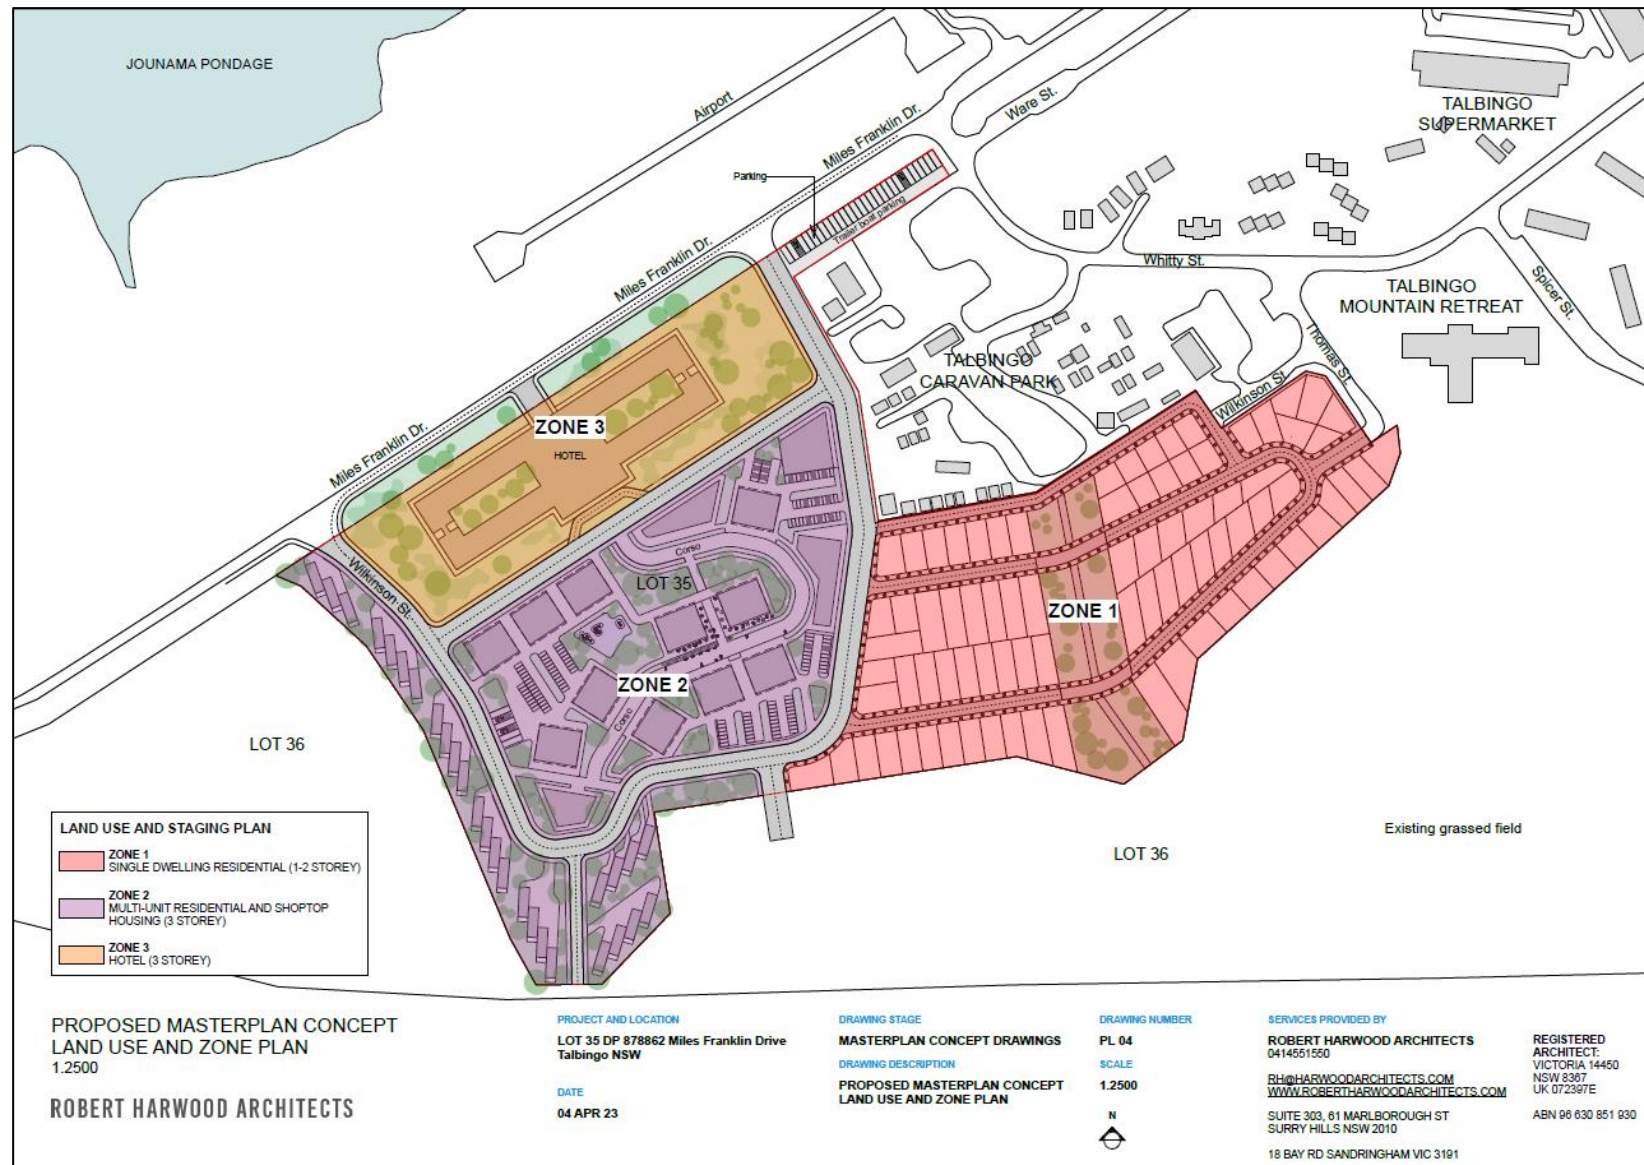 JOUNAMA PONDAGE
Airport
Miles Franklin Dr.
Ware St.
TALBINGO
SUPERMARKET
Parking
Trailer boat parking
Miles Franklin Dr.
Whitty St.
Spicer St.
TALBINGO
MOUNTAIN RETREAT
Thomas St.
TALBINGO
CARAVAN PARK
Wilkinson St.
Miles Franklin Dr.
ZONE 3
HOTEL
Corso
LOT 35
Wilkinson St.
ZONE 1
ZONE 2
Corso
LOT 36
LOT 36
Existing grassed field
LAND USE AND STAGING PLAN
ZONE 1
SINGLE DWELLING RESIDENTIAL (1-2 STOREY)
ZONE 2
MULTI-UNIT RESIDENTIAL AND SHOPTOP
HOUSING (3 STOREY)
ZONE 3
HOTEL (3 STOREY)
PROPOSED MASTERPLAN CONCEPT
LAND USE AND ZONE PLAN
1.2500
ROBERT HARWOOD ARCHITECTS
PROJECT AND LOCATION
LOT 35 DP 878862 Miles Franklin Drive
Talbingo NSW
DATE
04 APR 23
DRAWING STAGE
MASTERPLAN CONCEPT DRAWINGS
DRAWING DESCRIPTION
PROPOSED MASTERPLAN CONCEPT
LAND USE AND ZONE PLAN
DRAWING NUMBER
PL 04
SCALE
1.2500
N
SERVICES PROVIDED BY
ROBERT HARWOOD ARCHITECTS
0414551550
RH@HARWOODARCHITECTS.COM
WWW.ROBERTHARWOODARCHITECTS.COM
SUITE 303, 61 MARLBOROUGH ST
SURRY HILLS NSW 2010
18 BAY RD SANDRINGHAM VIC 3191
REGISTERED
ARCHITECT:
VICTORIA 14450
NSW 8367
UK 072397E
ABN 96 630 851 930